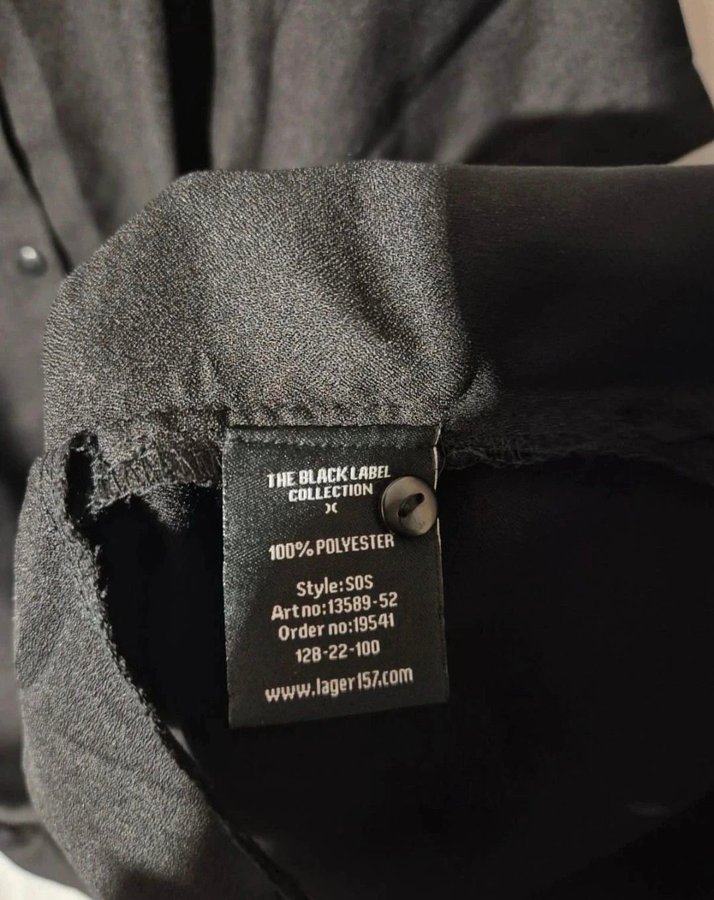 THE BLACK LABEL
COLLECTION
100% POLYESTER
Style:SOS
Art no:13589-52
Order no:19541
128-22-100
www.lager157.com